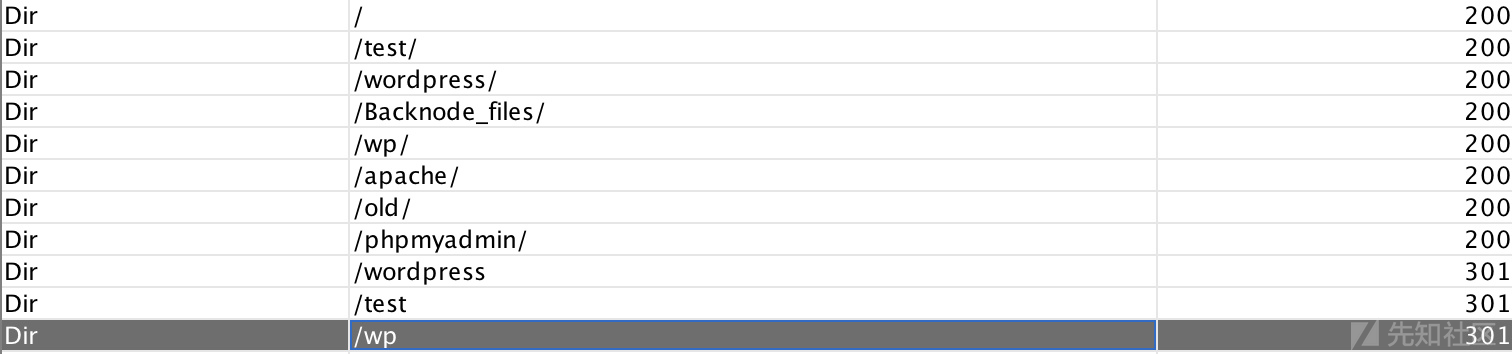 Dir / 200
Dir /test/ 200
Dir /wordpress/ 200
Dir /Backnode_files/ 200
Dir /wp/ 200
Dir /apache/ 200
Dir /old/ 200
Dir /phpmyadmin/ 200
Dir /wordpress 301
Dir /test 301
Dir /wp 301
先知社区